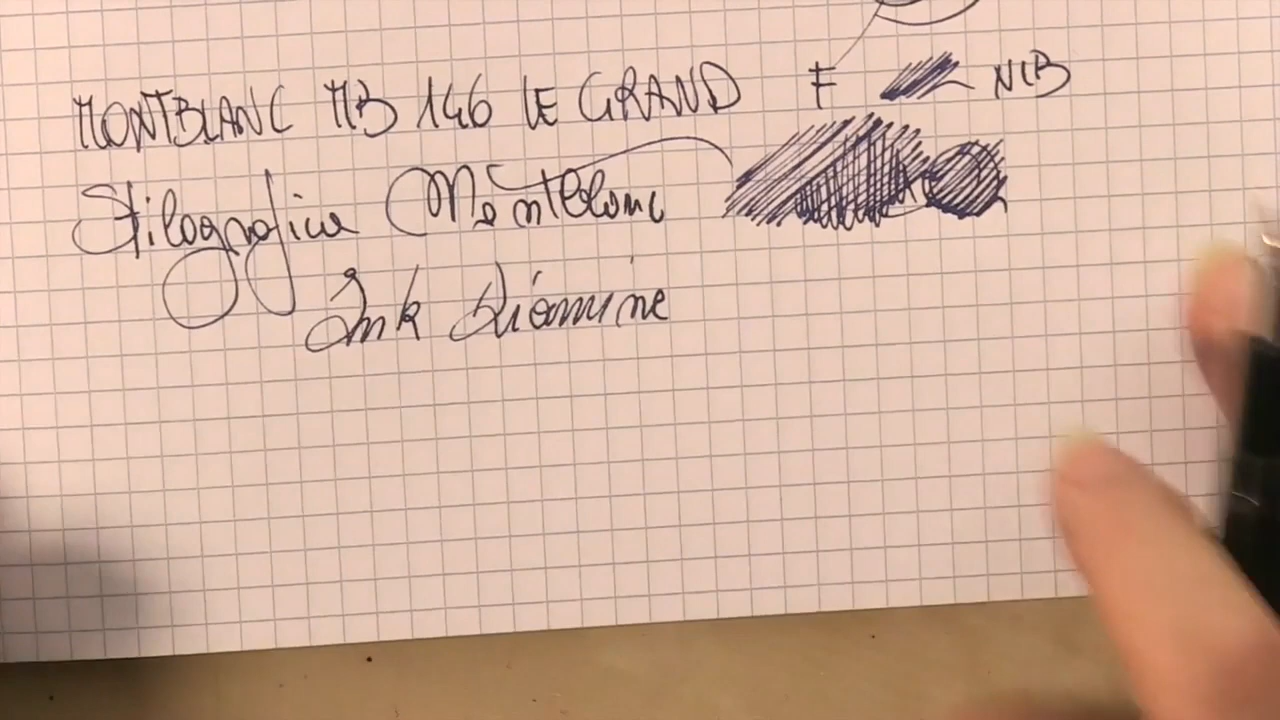 MONTBLANC MB 146 LE GRAND F NIB
Stilografica Montblanc
Ink Diamine